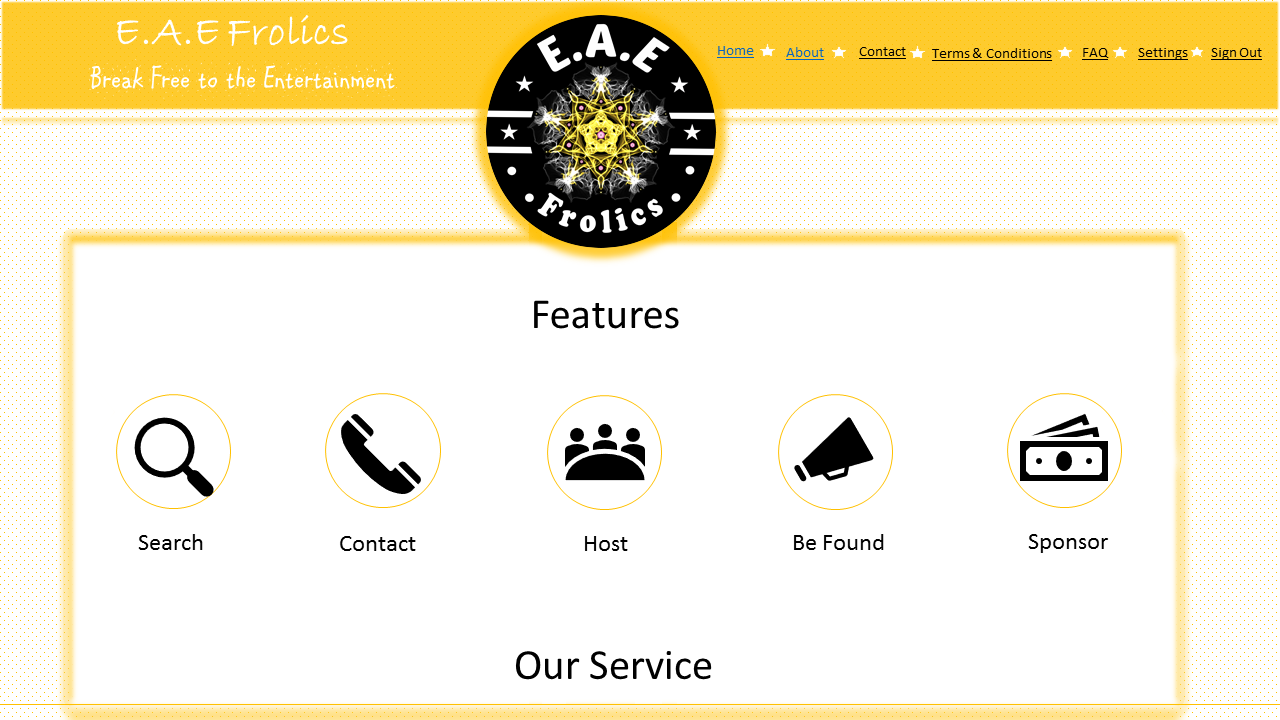 E.A.E Frolics
Break Free to the Entertainment
E.A.E
Frolics
Home About Contact Terms & Conditions FAQ Settings Sign Out
Features
Search Contact Host Be Found Sponsor
Our Service